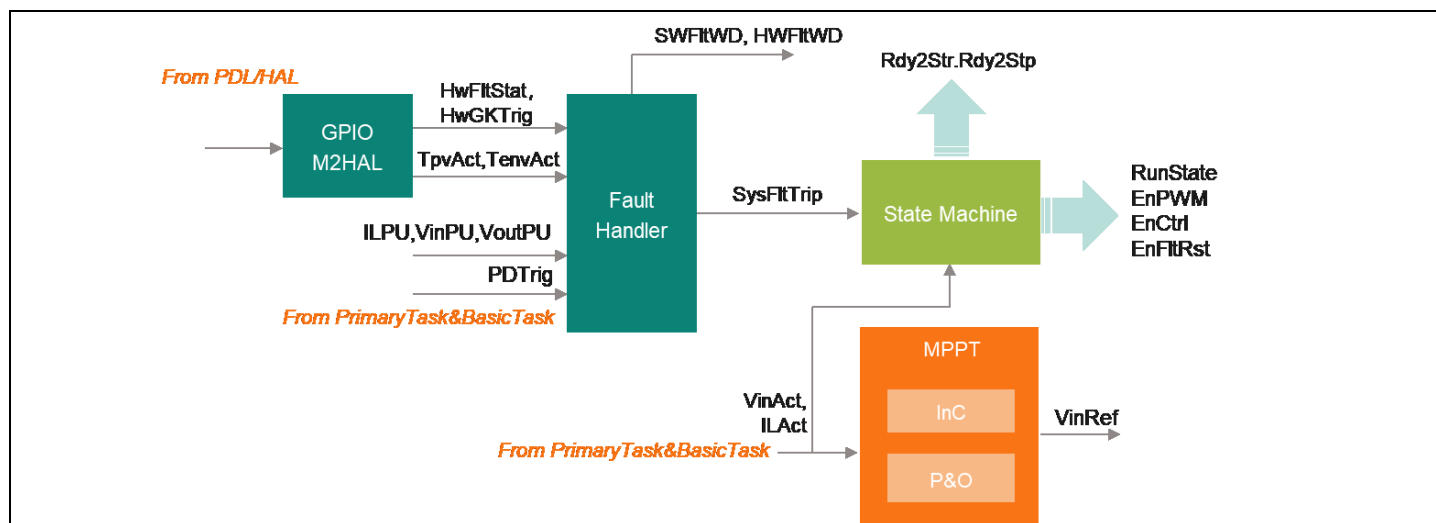 SWFltWD, HWFltWD
Rdy2Str.Rdy2Stp
From PDL/HAL
HwFltStat,
HwGKTrig
GPIO
M2HAL
TpvAct,TenvAct
Fault
Handler
SysFltTrip
State Machine
RunState
EnPWM
EnCtrl
EnFltRst
ILPU,VinPU,VoutPU
PDTrig
From PrimaryTask&BasicTask
MPPT
VinAct,
ILAct
InC
VinRef
From PrimaryTask&BasicTask
P&O